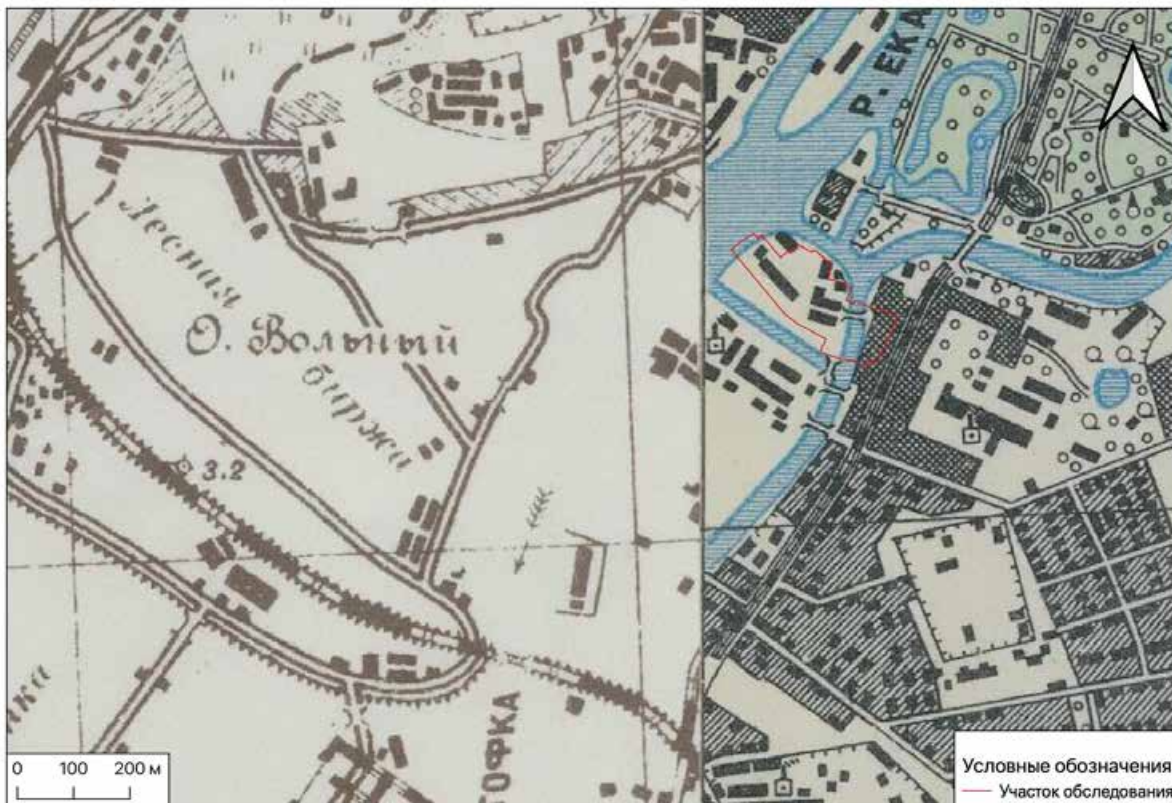 Р. ЕКА
Лесная
О. Вольный
биржа
3.2
ТОФКА
0 100 200 м
Условные обозначения
Участок обследования